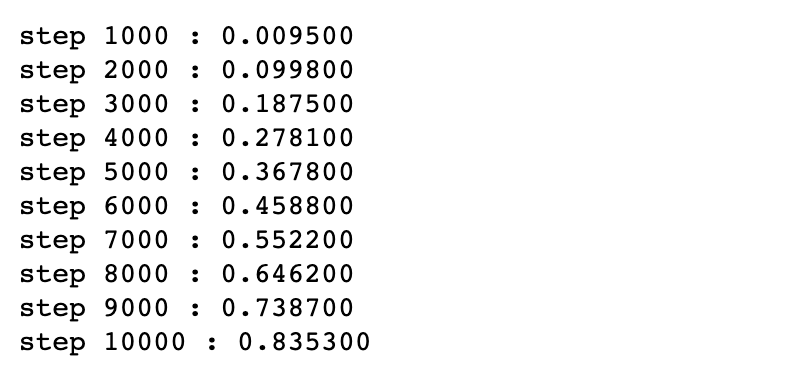 step 1000 : 0.009500
step 2000 : 0.099800
step 3000 : 0.187500
step 4000 : 0.278100
step 5000 : 0.367800
step 6000 : 0.458800
step 7000 : 0.552200
step 8000 : 0.646200
step 9000 : 0.738700
step 10000 : 0.835300